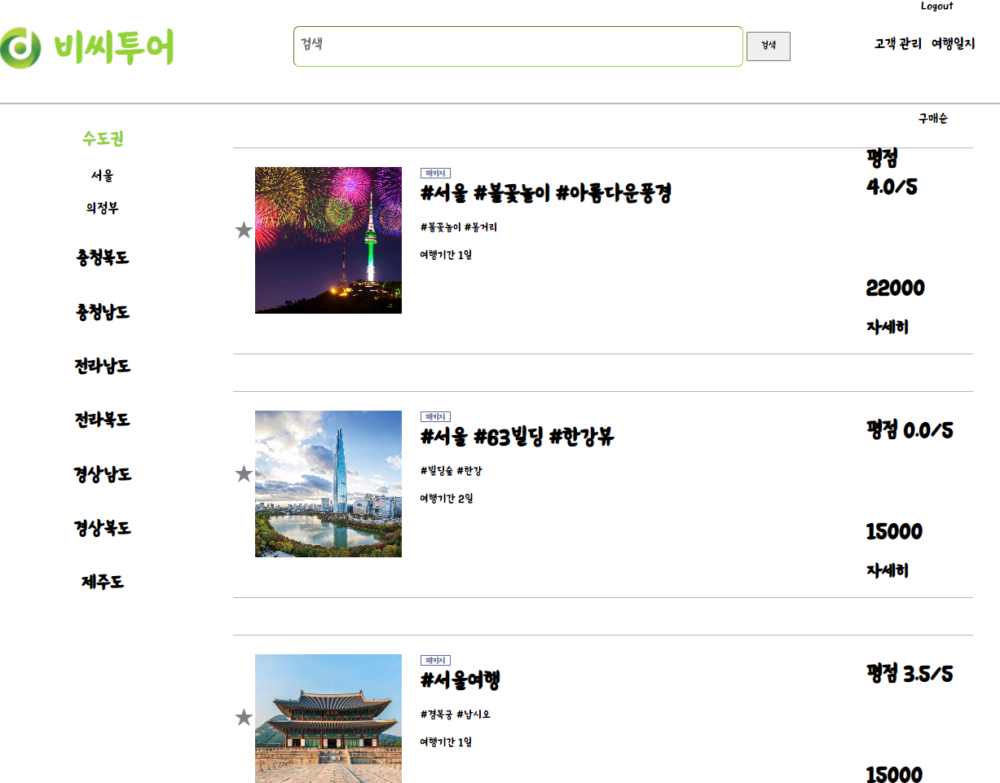 Logout
비씨투어
검색
검색
고객 관리 여행일지
구매순
수도권
서울
의정부
충청북도
충청남도
전라남도
전라북도
경상남도
경상북도
제주도
패키지
#서울 #불꽃놀이 #아름다운풍경
#불꽃놀이 #볼거리
여행기간 1일
평점
4.0/5
22000
자세히
패키지
#서울 #63빌딩 #한강뷰
#빌딩숲 #한강
여행기간 2일
평점 0.0/5
15000
자세히
패키지
#서울여행
#경복궁 #납시오
여행기간 1일
평점 3.5/5
15000